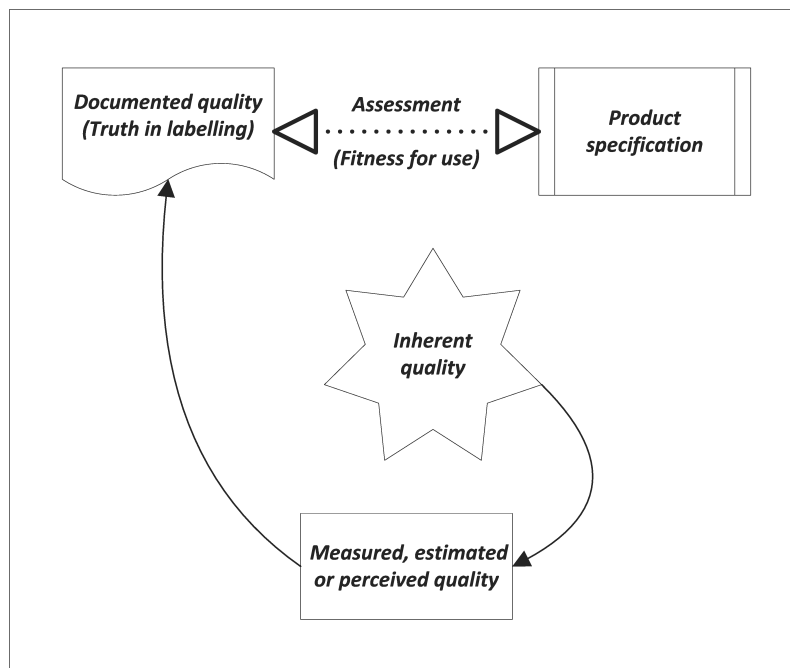 Documented quality
(Truth in labelling)
Assessment
(Fitness for use)
Product
specification
Inherent
quality
Measured, estimated
or perceived quality